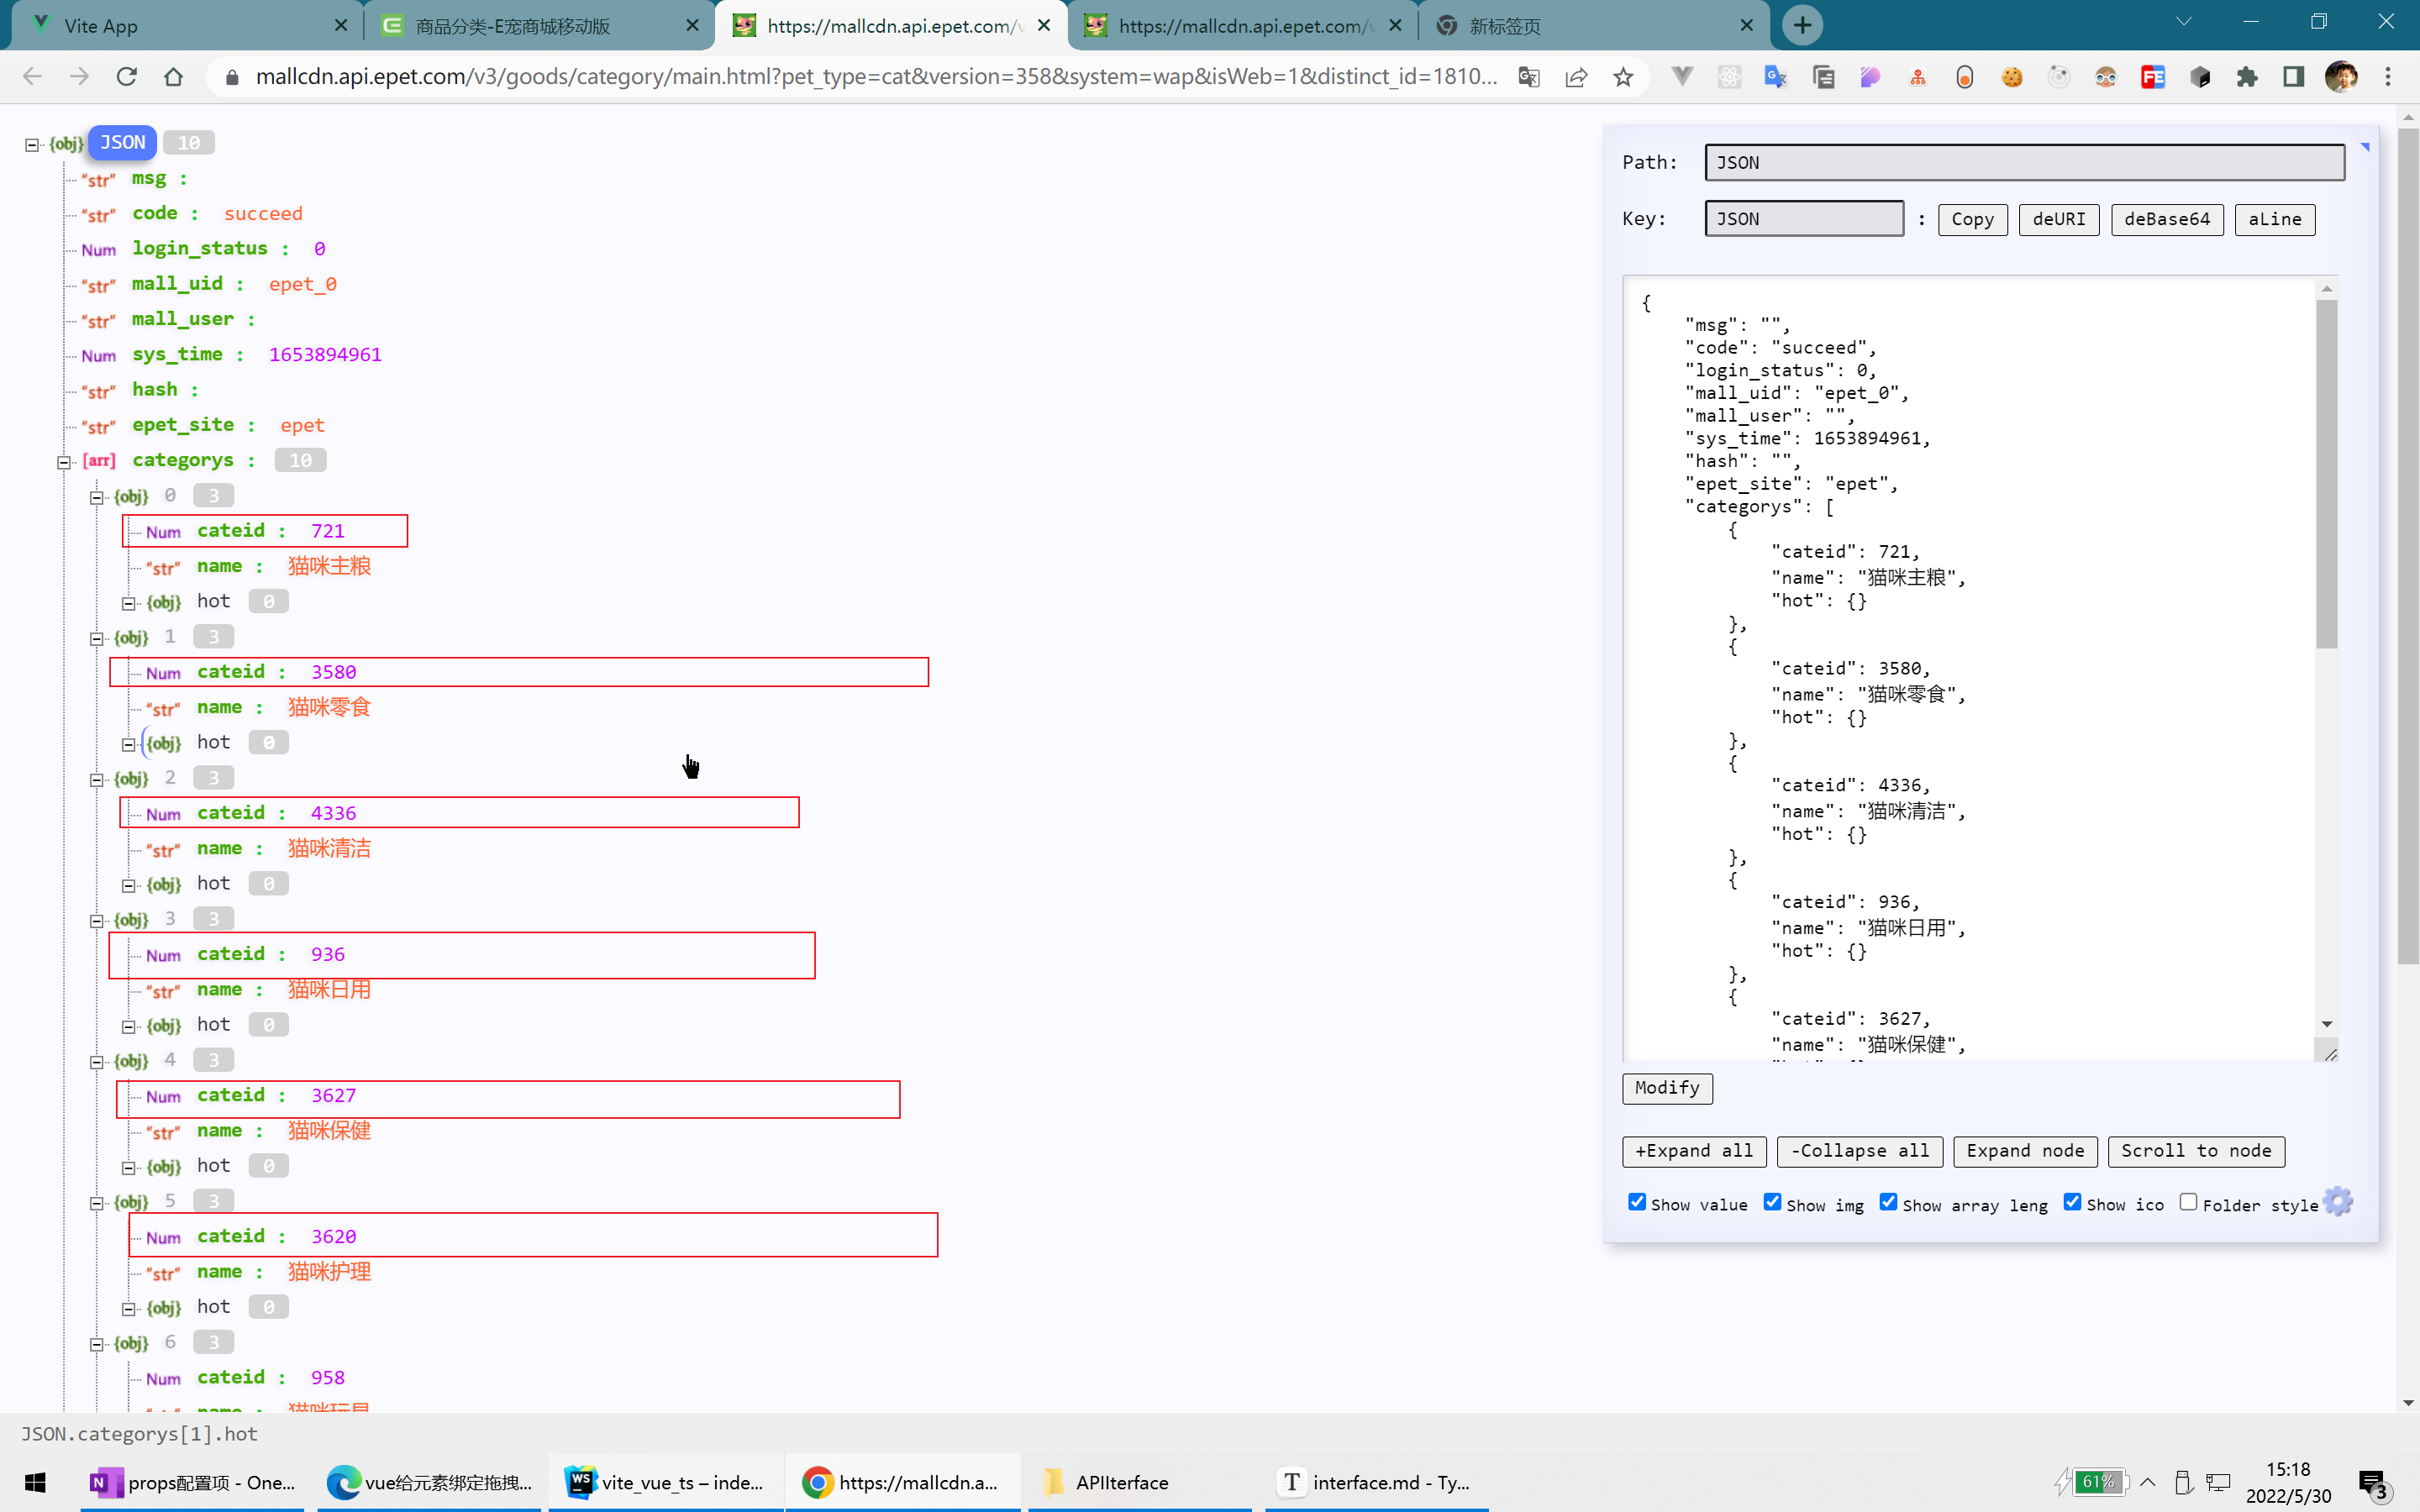 Vite App
商品分类-E宠商城移动版
https://mallcdn.api.epet.com/v
https://mallcdn.api.epet.com/v
新标签页
mallcdn.api.epet.com/v3/goods/category/main.html?pet_type=cat&version=358&system=wap&isWeb=1&distinct_id=1810...
{obj} JSON 10
"str" msg :
"str" code : succeed
Num login_status : 0
"str" mall_uid : epet_0
"str" mall_user :
Num sys_time : 1653894961
"str" hash :
"str" epet_site : epet
[arr] categorys : 10
{obj} 0 3
Num cateid : 721
"str" name : 猫咪主粮
{obj} hot 0
{obj} 1 3
Num cateid : 3580
"str" name : 猫咪零食
{obj} hot 0
{obj} 2 3
Num cateid : 4336
"str" name : 猫咪清洁
{obj} hot 0
{obj} 3 3
Num cateid : 936
"str" name : 猫咪日用
{obj} hot 0
{obj} 4 3
Num cateid : 3627
"str" name : 猫咪保健
{obj} hot 0
{obj} 5 3
Num cateid : 3620
"str" name : 猫咪护理
{obj} hot 0
{obj} 6 3
Num cateid : 958
Path: JSON
Key: JSON : Copy deURI deBase64 aLine
{
"msg": "",
"code": "succeed",
"login_status": 0,
"mall_uid": "epet_0",
"mall_user": "",
"sys_time": 1653894961,
"hash": "",
"epet_site": "epet",
"categorys": [
{
"cateid": 721,
"name": "猫咪主粮",
"hot": {}
},
{
"cateid": 3580,
"name": "猫咪零食",
"hot": {}
},
{
"cateid": 4336,
"name": "猫咪清洁",
"hot": {}
},
{
"cateid": 936,
"name": "猫咪日用",
"hot": {}
},
{
"cateid": 3627,
"name": "猫咪保健",
Modify
+Expand all -Collapse all Expand node Scroll to node
Show value Show img Show array leng Show ico Folder style
JSON.categorys[1].hot
props配置项 - One...
vue给元素绑定拖拽...
vite_vue_ts – inde...
https://mallcdn.a...
APIIterface
interface.md - Ty...
61%
15:18
2022/5/30
3